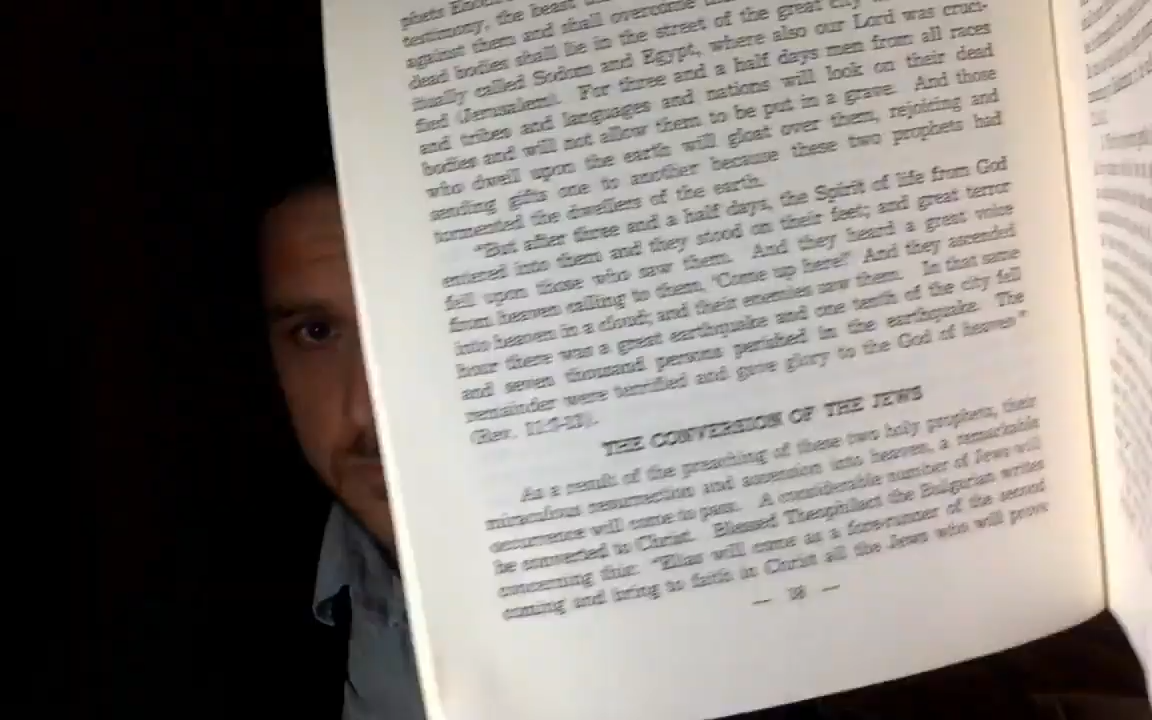 phets
testimony, the beast
against them and shall overcome
dead bodies shall lie in the street of the great city
itually called Sodom and Egypt, where also our Lord was cruci-
fied (Jerusalem). For three and a half days men from all races
and tribes and languages and nations will look on their dead
bodies and will not allow them to be put in a grave. And those
who dwell upon the earth will gloat over them, rejoicing and
sending gifts one to another because these two prophets had
tormented the dwellers of the earth.
"But after three and a half days, the Spirit of life from God
entered into them and they stood on their feet; and great terror
fell upon those who saw them. And they heard a great voice
from heaven calling to them, 'Come up here!' And they ascended
into heaven in a cloud; and their enemies saw them. In that same
hour there was a great earthquake and one tenth of the city fell
and seven thousand persons perished in the earthquake. The
remainder were terrified and gave glory to the God of heaven"
(Rev.
THE CONVERSION OF THE JEWS
As a result of the preaching of these two holy prophets, their
miraculous resurrection and ascension into heaven, a remarkable
occurrence will come to pass. A considerable number of Jews will
be converted to Christ. Blessed Theophilact the Bulgarian writes
concerning this: "Elias will come as a fore-runner of the second
coming and bring to faith in Christ all the Jews who will prove